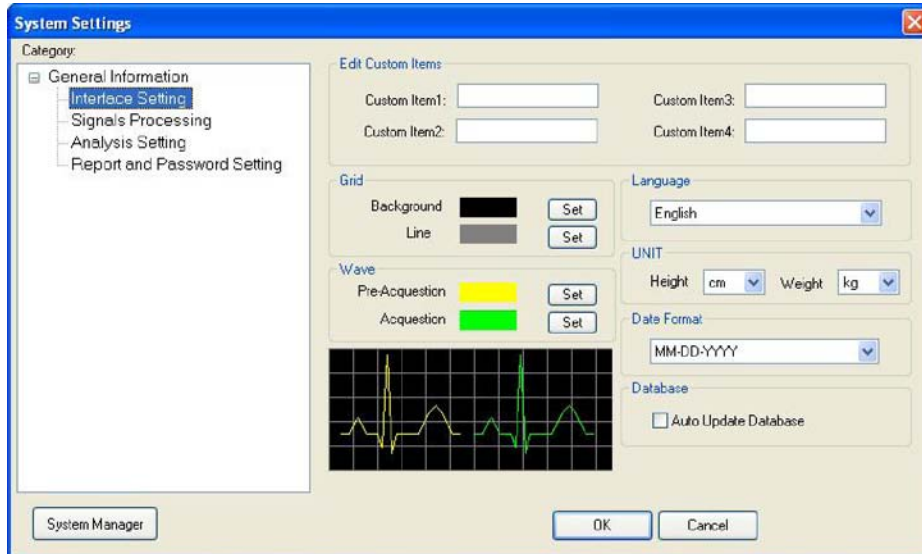 System Settings
Category:
General Information
Interface Setting
Signals Processing
Analysis Setting
Report and Password Setting
Edit Custom Items
Custom Item1:
Custom Item3:
Custom Item2:
Custom Item4:
Grid
Background
Set
Line
Set
Wave
Pre-Acquestion
Set
Acquestion
Set
Language
English
UNIT
Height cm Weight kg
Date Format
MM-DD-YYYY
Database
Auto Update Database
System Manager
OK
Cancel